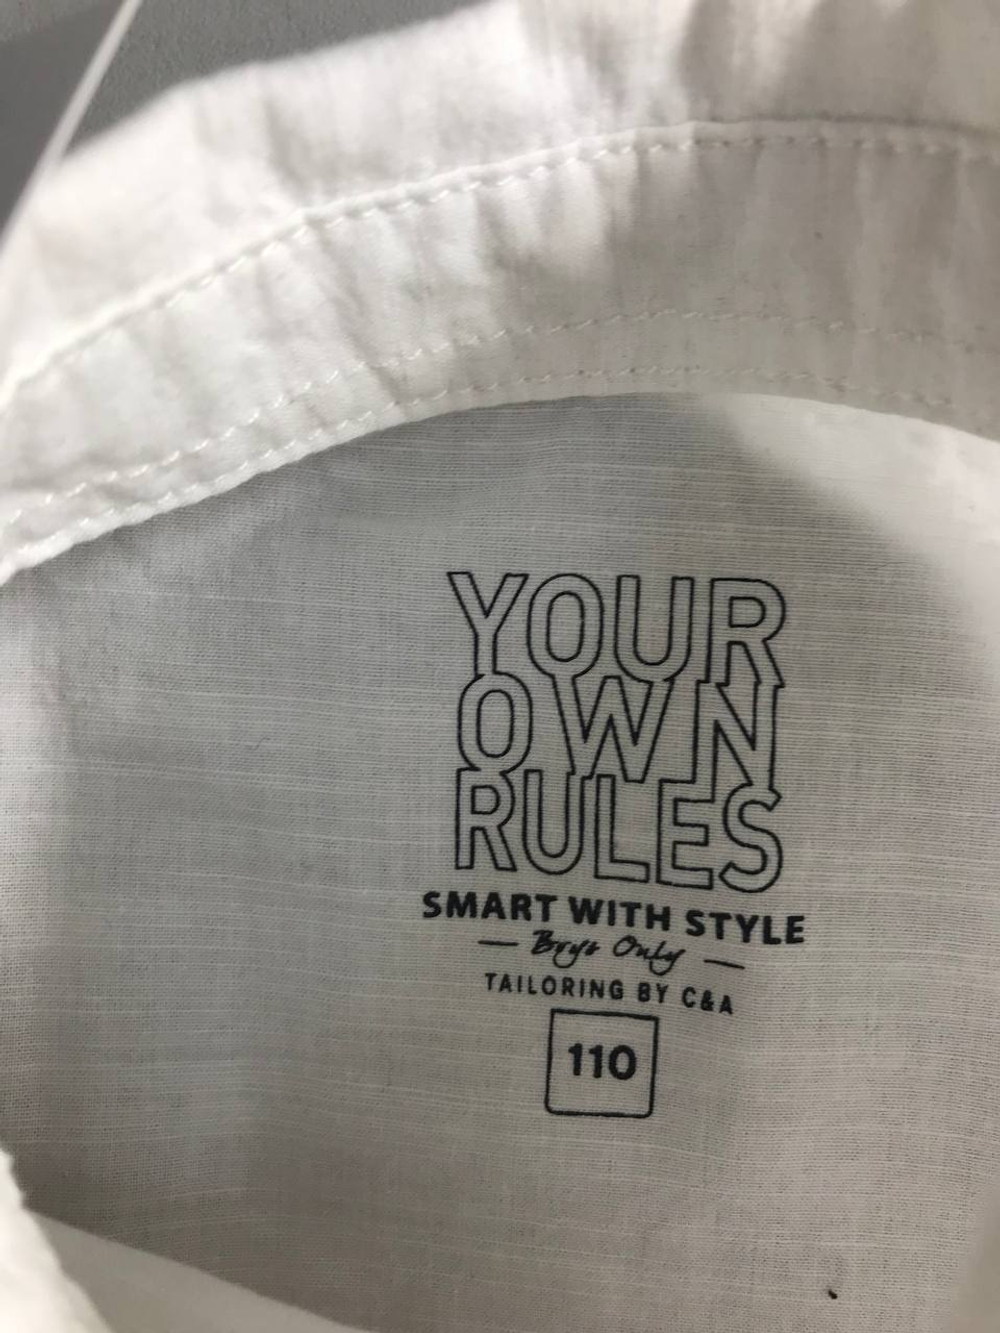 YOUR
OWN
RULES
SMART WITH STYLE
— Boys Only —
TAILORING BY C&A
110